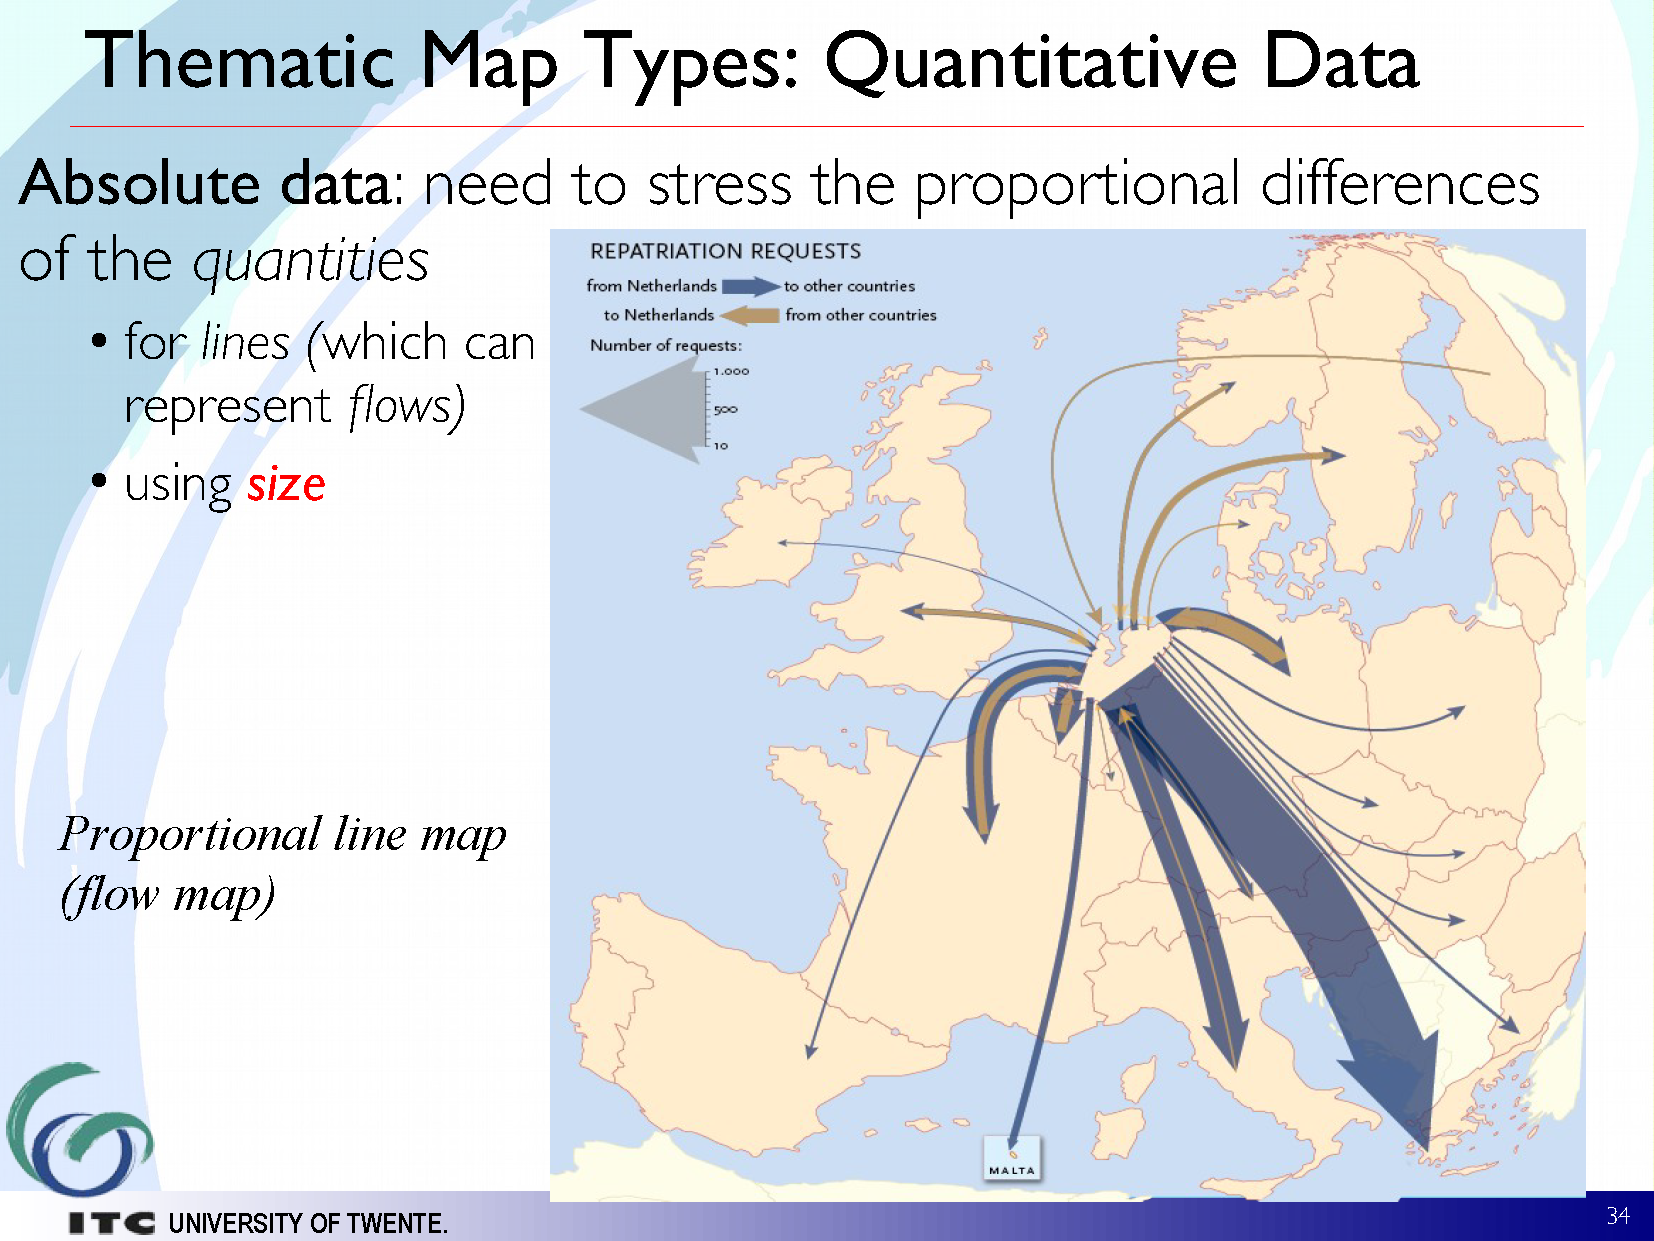 Thematic Map Types: Quantitative Data
Absolute data: need to stress the proportional differences
of the quantities
• for lines (which can
represent flows)
• using size
Proportional line map
(flow map)
REPATRIATION REQUESTS
from Netherlands to other countries
to Netherlands from other countries
Number of requests:
1.000
500
10
MALTA
ITC UNIVERSITY OF TWENTE.
34